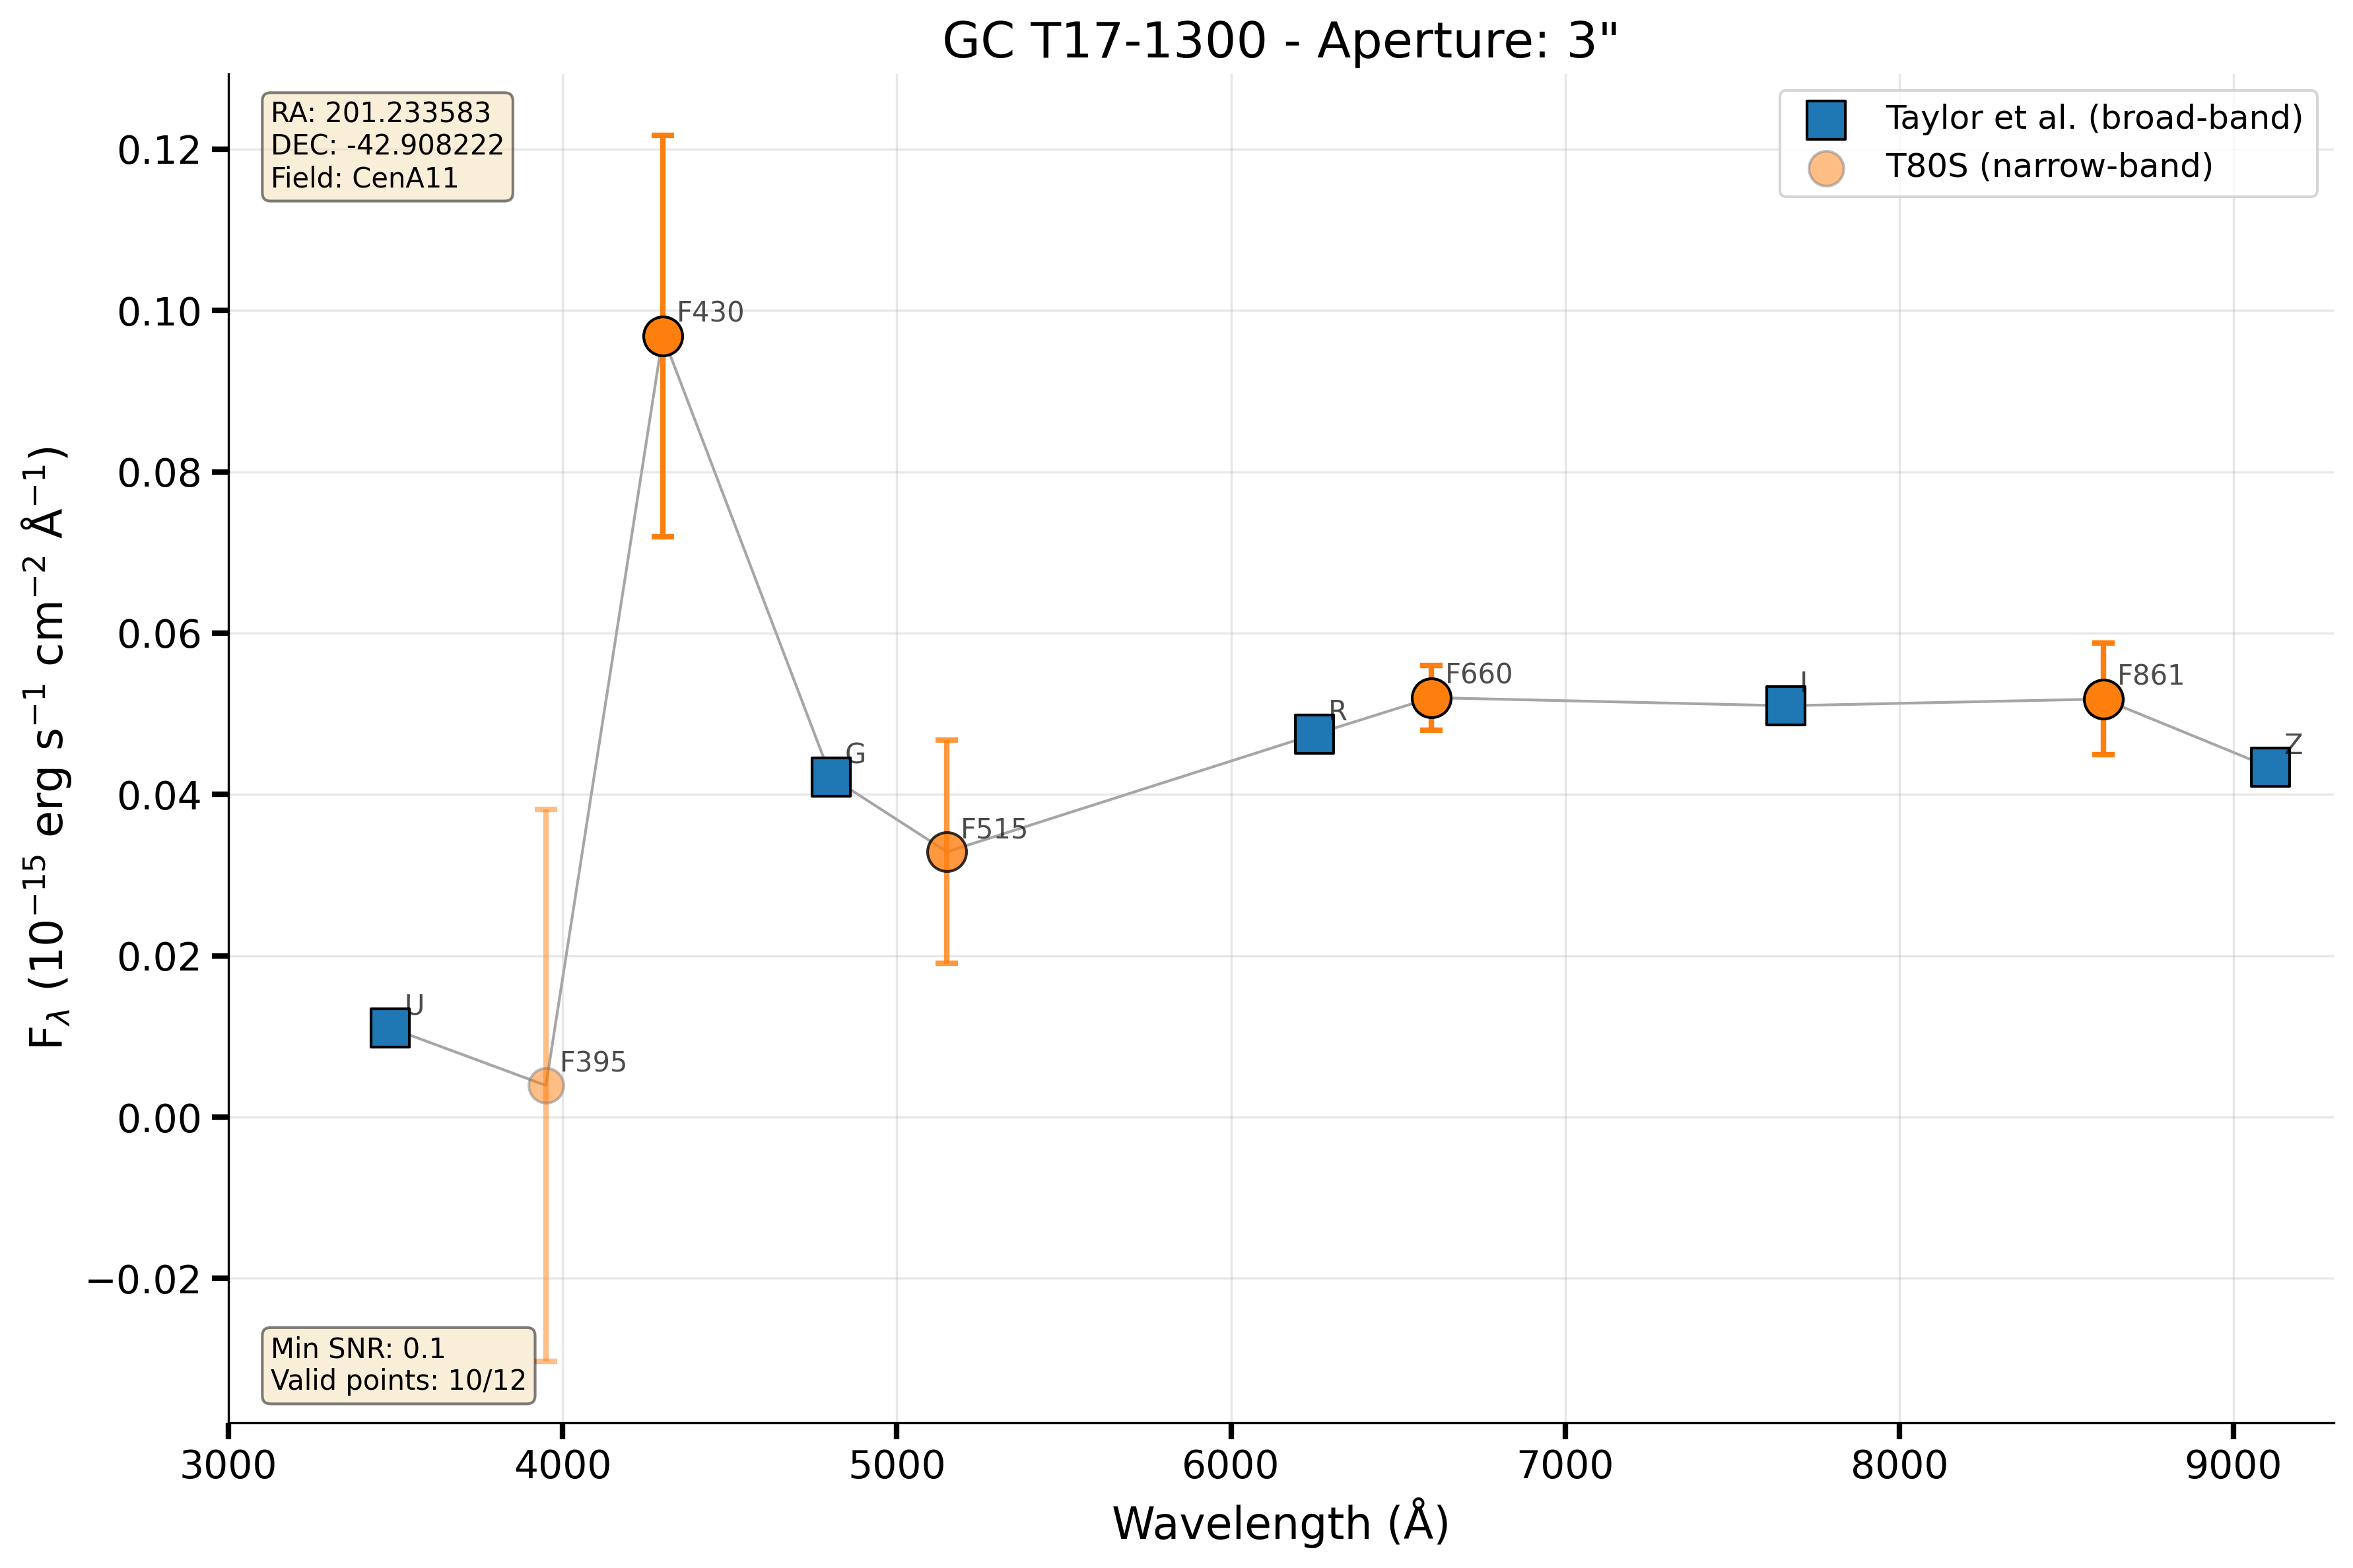 GC T17-1300 - Aperture: 3"
RA: 201.233583
DEC: -42.908222
Field: CenA11
Taylor et al. (broad-band)
T80S (narrow-band)
F_λ (10⁻¹⁵ erg s⁻¹ cm⁻² Å⁻¹)
0.12
0.10
0.08
0.06
0.04
0.02
0.00
−0.02
U
F395
F430
G
F515
R
F660
I
F861
Z
Min SNR: 0.1
Valid points: 10/12
3000 4000 5000 6000 7000 8000 9000
Wavelength (Å)